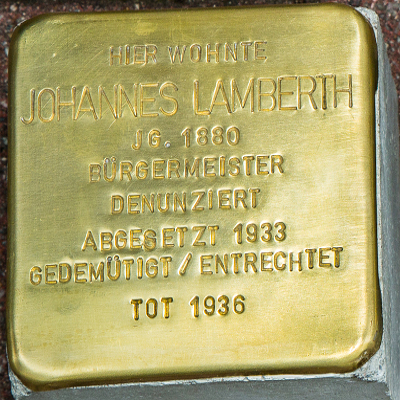 HIER WOHNTE
JOHANNES LAMBERTH
JG. 1880
BÜRGERMEISTER
DENUNZIERT
ABGESETZT 1933
GEDEMÜTIGT / ENTRECHTET
TOT 1936